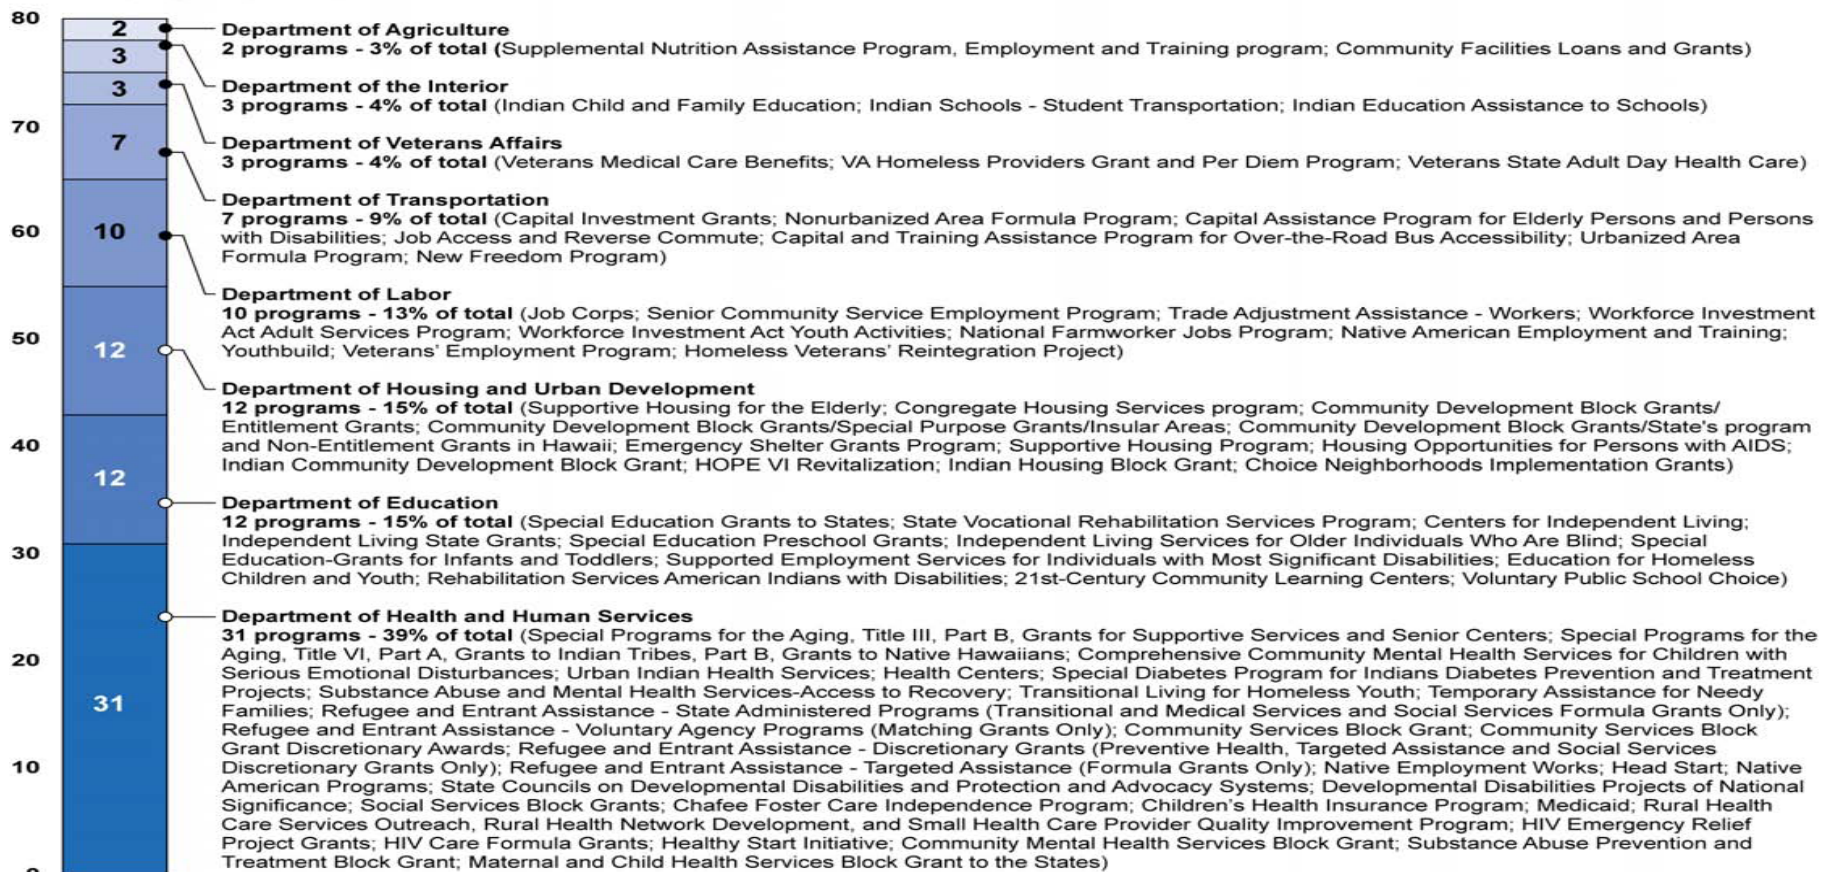 80
70
60
50
40
30
20
10
2
3
3
7
10
12
12
31
Department of Agriculture
2 programs - 3% of total (Supplemental Nutrition Assistance Program, Employment and Training program; Community Facilities Loans and Grants)
Department of the Interior
3 programs - 4% of total (Indian Child and Family Education; Indian Schools - Student Transportation; Indian Education Assistance to Schools)
Department of Veterans Affairs
3 programs - 4% of total (Veterans Medical Care Benefits; VA Homeless Providers Grant and Per Diem Program; Veterans State Adult Day Health Care)
Department of Transportation
7 programs - 9% of total (Capital Investment Grants; Nonurbanized Area Formula Program; Capital Assistance Program for Elderly Persons and Persons
with Disabilities; Job Access and Reverse Commute; Capital and Training Assistance Program for Over-the-Road Bus Accessibility; Urbanized Area
Formula Program; New Freedom Program)
Department of Labor
10 programs - 13% of total (Job Corps; Senior Community Service Employment Program; Trade Adjustment Assistance - Workers; Workforce Investment
Act Adult Services Program; Workforce Investment Act Youth Activities; National Farmworker Jobs Program; Native American Employment and Training;
Youthbuild; Veterans' Employment Program; Homeless Veterans' Reintegration Project)
Department of Housing and Urban Development
12 programs - 15% of total (Supportive Housing for the Elderly; Congregate Housing Services program; Community Development Block Grants/
Entitlement Grants; Community Development Block Grants/Special Purpose Grants/Insular Areas; Community Development Block Grants/State's program
and Non-Entitlement Grants in Hawaii; Emergency Shelter Grants Program; Supportive Housing Program; Housing Opportunities for Persons with AIDS;
Indian Community Development Block Grant; HOPE VI Revitalization; Indian Housing Block Grant; Choice Neighborhoods Implementation Grants)
Department of Education
12 programs - 15% of total (Special Education Grants to States; State Vocational Rehabilitation Services Program; Centers for Independent Living;
Independent Living State Grants; Special Education Preschool Grants; Independent Living Services for Older Individuals Who Are Blind; Special
Education-Grants for Infants and Toddlers; Supported Employment Services for Individuals with Most Significant Disabilities; Education for Homeless
Children and Youth; Rehabilitation Services American Indians with Disabilities; 21st-Century Community Learning Centers; Voluntary Public School Choice)
Department of Health and Human Services
31 programs - 39% of total (Special Programs for the Aging, Title III, Part B, Grants for Supportive Services and Senior Centers; Special Programs for the
Aging, Title VI, Part A, Grants to Indian Tribes, Part B, Grants to Native Hawaiians; Comprehensive Community Mental Health Services for Children with
Serious Emotional Disturbances; Urban Indian Health Services; Health Centers; Special Diabetes Program for Indians Diabetes Prevention and Treatment
Projects; Substance Abuse and Mental Health Services-Access to Recovery; Transitional Living for Homeless Youth; Temporary Assistance for Needy
Families; Refugee and Entrant Assistance - State Administered Programs (Transitional and Medical Services and Social Services Formula Grants Only);
Refugee and Entrant Assistance - Voluntary Agency Programs (Matching Grants Only); Community Services Block Grant; Community Services Block
Grant Discretionary Awards; Refugee and Entrant Assistance - Discretionary Grants (Preventive Health, Targeted Assistance and Social Services
Discretionary Grants Only); Refugee and Entrant Assistance - Targeted Assistance (Formula Grants Only); Native Employment Works; Head Start; Native
American Programs; State Councils on Developmental Disabilities and Protection and Advocacy Systems; Developmental Disabilities Projects of National
Significance; Social Services Block Grants; Chafee Foster Care Independence Program; Children's Health Insurance Program; Medicaid; Rural Health
Care Services Outreach, Rural Health Network Development, and Small Health Care Provider Quality Improvement Program; HIV Emergency Relief
Project Grants; HIV Care Formula Grants; Healthy Start Initiative; Community Mental Health Services Block Grant; Substance Abuse Prevention and
Treatment Block Grant; Maternal and Child Health Services Block Grant to the States)